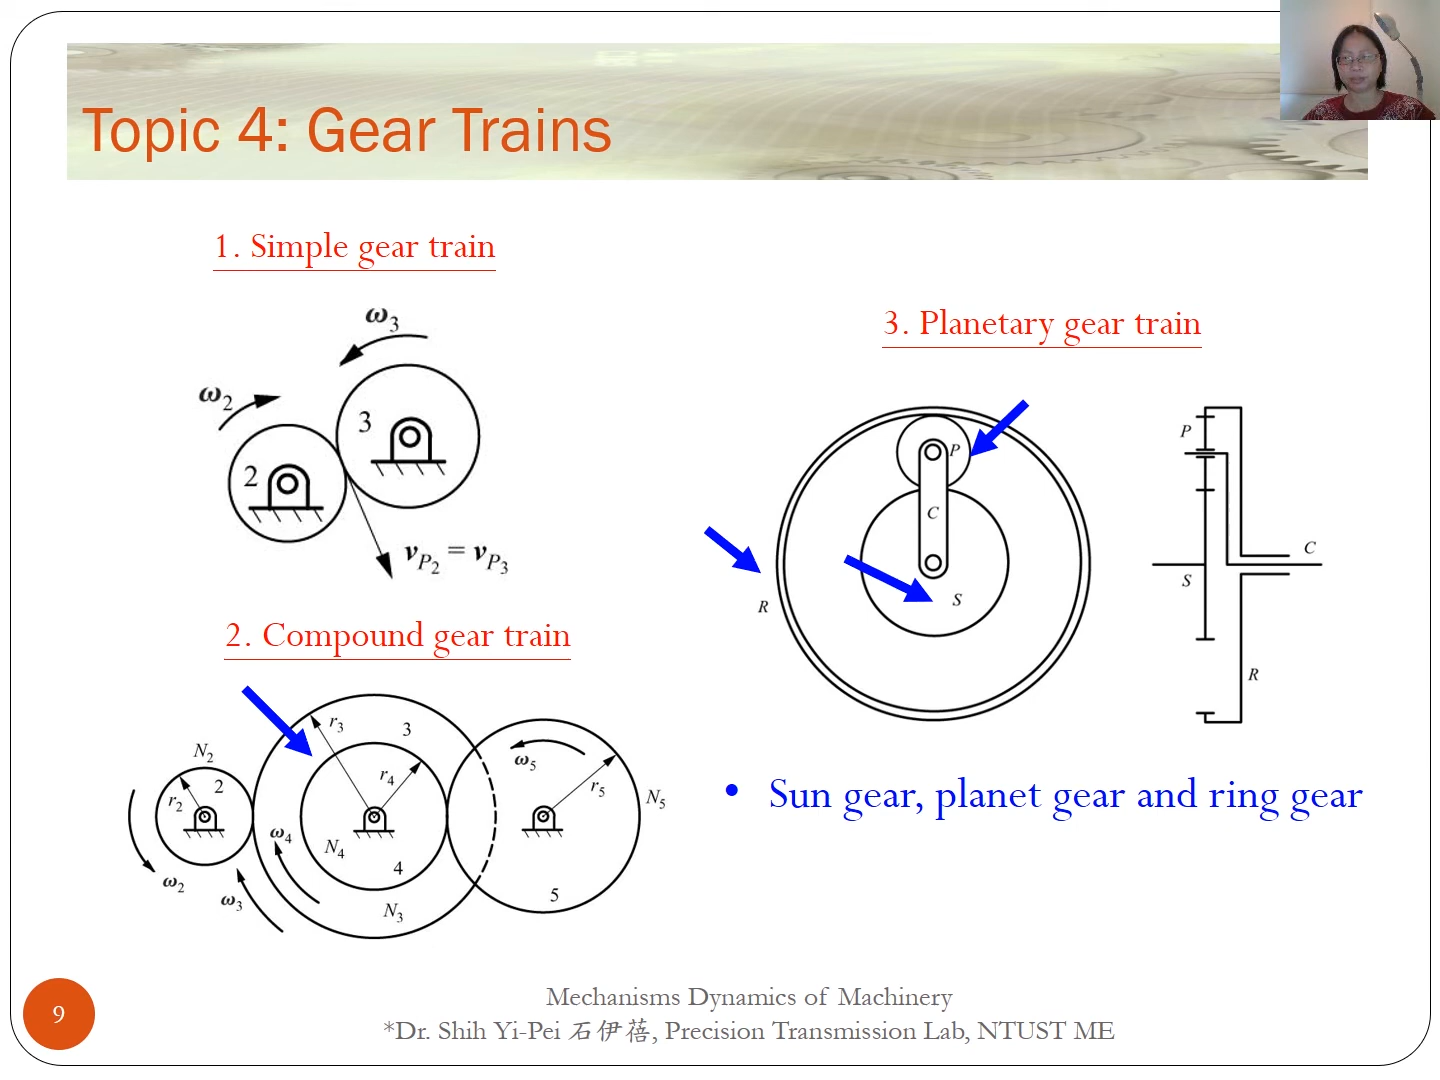 Topic 4: Gear Trains
1. Simple gear train
ω3
ω2
3
2
vP2 = vP3
2. Compound gear train
r3
3
N2
2
r2
r4
ω5
r5
N5
ω4
N4
4
ω2
ω3
N3
5
3. Planetary gear train
P
C
R
S
P
C
S
R
• Sun gear, planet gear and ring gear
9
Mechanisms Dynamics of Machinery
*Dr. Shih Yi-Pei 石伊蓓, Precision Transmission Lab, NTUST ME